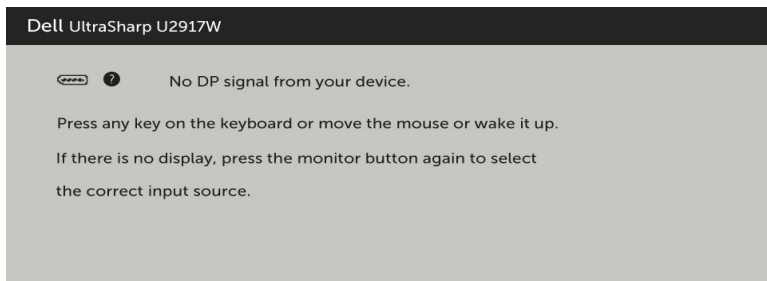 Dell UltraSharp U2917W
? No DP signal from your device.
Press any key on the keyboard or move the mouse or wake it up.
If there is no display, press the monitor button again to select
the correct input source.